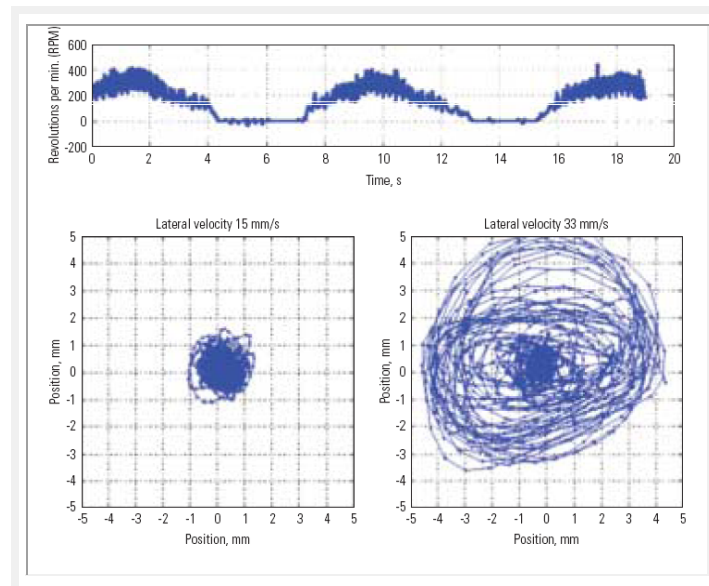 Revolutions per min. (RPM)
600
400
200
0
-200
0 2 4 6 8 10 12 14 16 18 20
Time, s
Lateral velocity 15 mm/s
Position, mm
5
4
3
2
1
0
-1
-2
-3
-4
-5
-5 -4 -3 -2 -1 0 1 2 3 4 5
Position, mm
Lateral velocity 33 mm/s
Position, mm
5
4
3
2
1
0
-1
-2
-3
-4
-5
-5 -4 -3 -2 -1 0 1 2 3 4 5
Position, mm